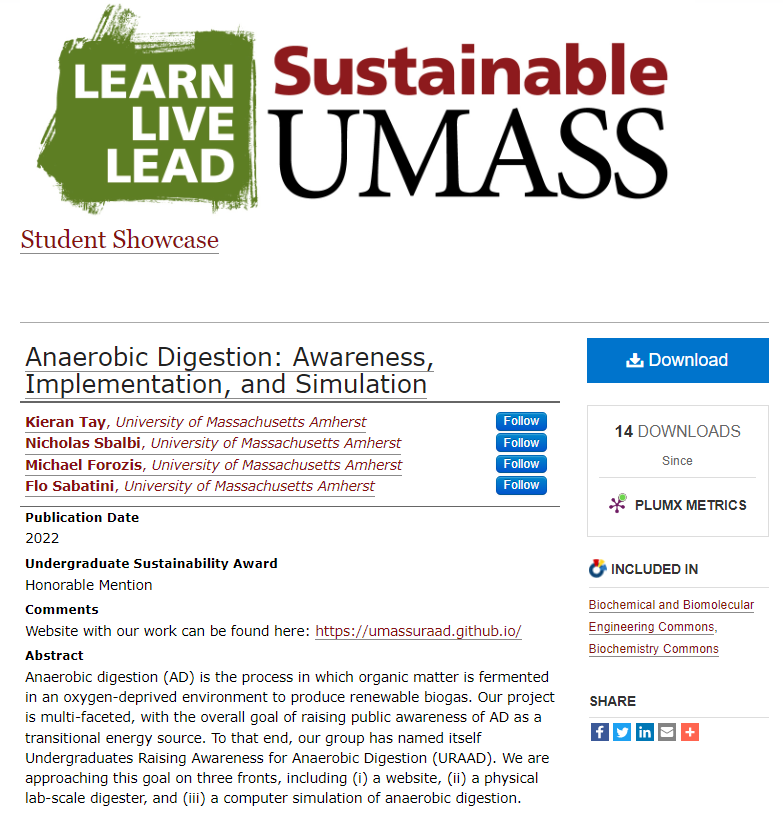 LEARN
LIVE
LEAD
Sustainable
UMASS
Student Showcase
Anaerobic Digestion: Awareness,
Implementation, and Simulation
Kieran Tay, University of Massachusetts Amherst
Follow
Nicholas Sbalbi, University of Massachusetts Amherst
Follow
Michael Forozis, University of Massachusetts Amherst
Follow
Flo Sabatini, University of Massachusetts Amherst
Follow
Publication Date
2022
Undergraduate Sustainability Award
Honorable Mention
Comments
Website with our work can be found here: https://umassuraad.github.io/
Abstract
Anaerobic digestion (AD) is the process in which organic matter is fermented
in an oxygen-deprived environment to produce renewable biogas. Our project
is multi-faceted, with the overall goal of raising public awareness of AD as a
transitional energy source. To that end, our group has named itself
Undergraduates Raising Awareness for Anaerobic Digestion (URAAD). We are
approaching this goal on three fronts, including (i) a website, (ii) a physical
lab-scale digester, and (iii) a computer simulation of anaerobic digestion.
Download
14 DOWNLOADS
Since
PLUMX METRICS
INCLUDED IN
Biochemical and Biomolecular
Engineering Commons,
Biochemistry Commons
SHARE